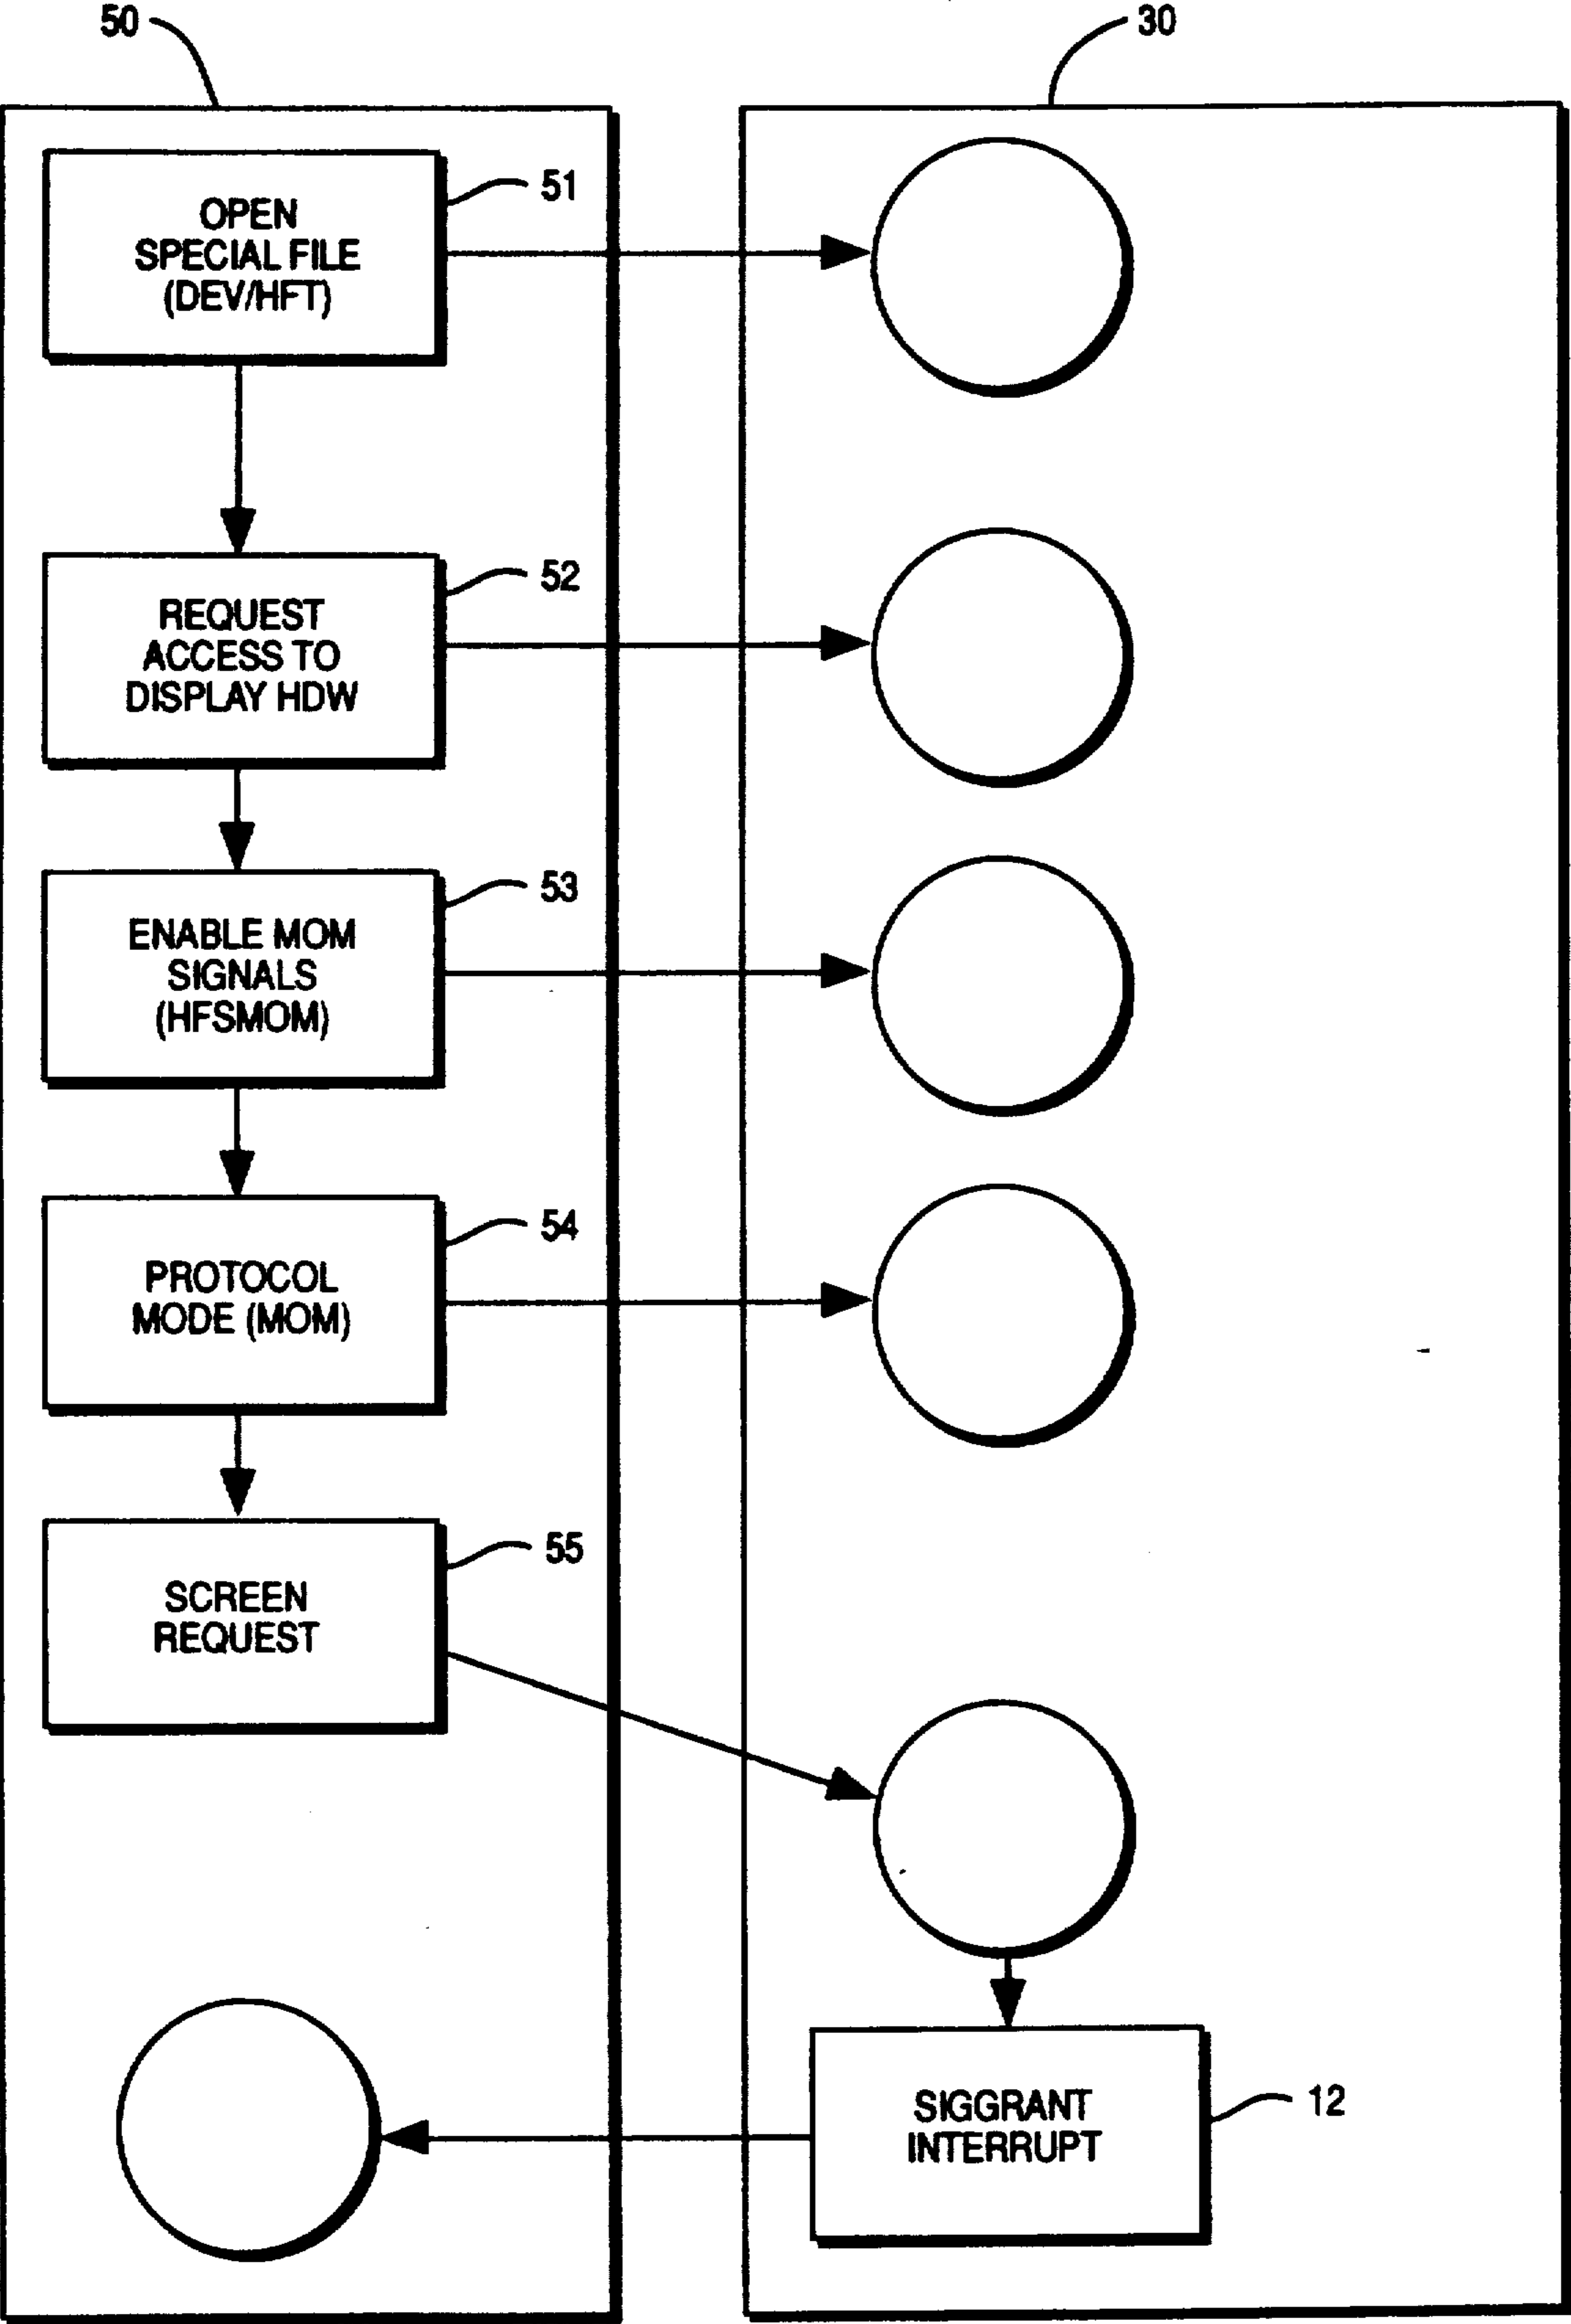 50
30
51
OPEN
SPECIAL FILE
(DEV/HFT)
52
REQUEST
ACCESS TO
DISPLAY HDW
53
ENABLE MOM
SIGNALS
(HFSMOM)
54
PROTOCOL
MODE (MOM)
55
SCREEN
REQUEST
12
SIGGRANT
INTERRUPT